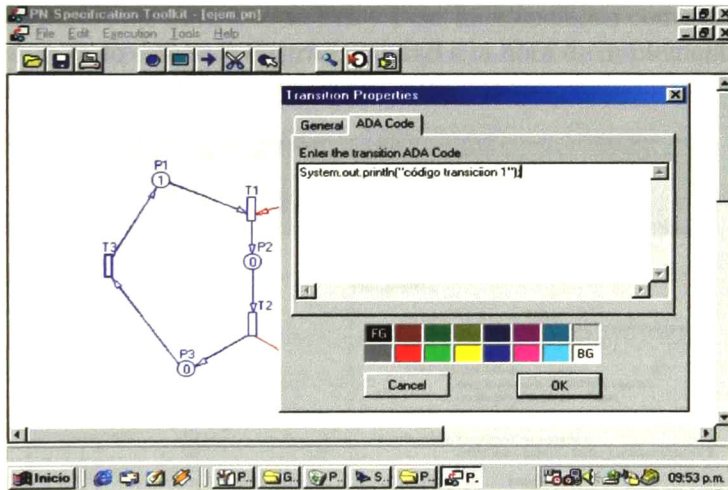 PN Specification Toolkit - [ejem.pn]
File Edit Execution Tools Help
Transition Properties
General ADA Code
Enter the transition ADA Code
System.out.println("código transiciion 1");
P1
1
T1
T3
P2
0
T2
P3
0
FG
BG
Cancel OK
Inicio P.. G.. P.. S.. P.. P. 09:53 p.m.